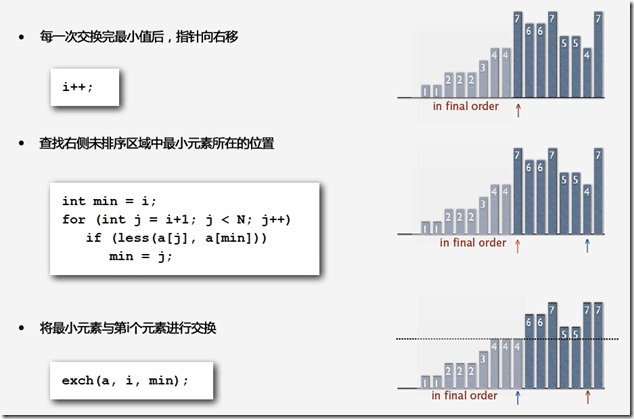 • 每一次交换完最小值后，指针向右移
i++;
1 1 2 2 2 3 4 4 7 6 6 7 5 5 4 7
in final order
• 查找右侧未排序区域中最小元素所在的位置
int min = i;
for (int j = i+1; j < N; j++)
if (less(a[j], a[min]))
min = j;
1 1 2 2 2 3 4 4 7 6 6 7 5 5 4 7
in final order
• 将最小元素与第i个元素进行交换
exch(a, i, min);
1 1 2 2 2 3 4 4 4 6 6 7 5 5 7 7
in final order